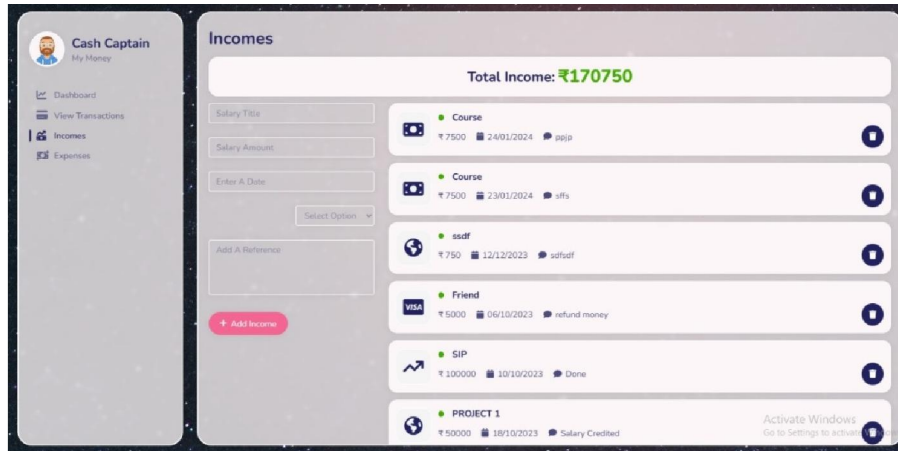 Cash Captain
My Money
Dashboard
View Transactions
Incomes
Expenses
Incomes
Total Income: ₹170750
Salary Title
Salary Amount
Enter A Date
Select Option
Add A Reference
+ Add Income
Course
₹ 7500 24/01/2024 ppjp
Course
₹ 7500 23/01/2024 sffs
ssdf
₹ 750 12/12/2023 sdfsdf
VISA
Friend
₹ 5000 06/10/2023 refund money
SIP
₹ 100000 10/10/2023 Done
PROJECT 1
₹ 50000 18/10/2023 Salary Credited
Activate Windows
Go to Settings to activate